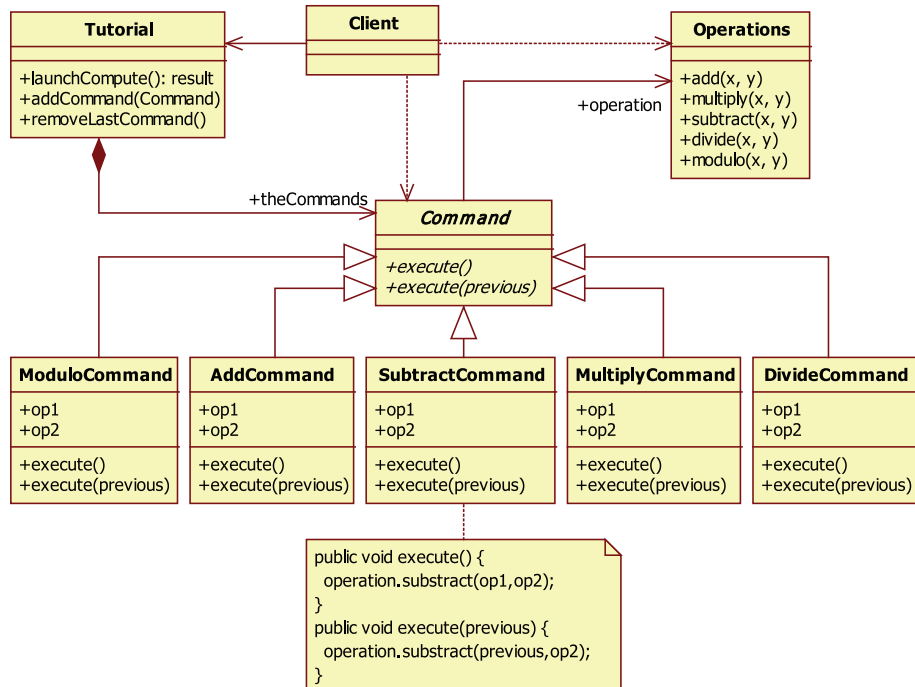 Tutorial
+launchCompute(): result
+addCommand(Command)
+removeLastCommand()
Client
Operations
+add(x, y)
+multiply(x, y)
+subtract(x, y)
+divide(x, y)
+modulo(x, y)
+operation
+theCommands
Command
+execute()
+execute(previous)
ModuloCommand
+op1
+op2
+execute()
+execute(previous)
AddCommand
+op1
+op2
+execute()
+execute(previous)
SubtractCommand
+op1
+op2
+execute()
+execute(previous)
MultiplyCommand
+op1
+op2
+execute()
+execute(previous)
DivideCommand
+op1
+op2
+execute()
+execute(previous)
public void execute() {
operation.substract(op1,op2);
}
public void execute(previous) {
operation.substract(previous,op2);
}